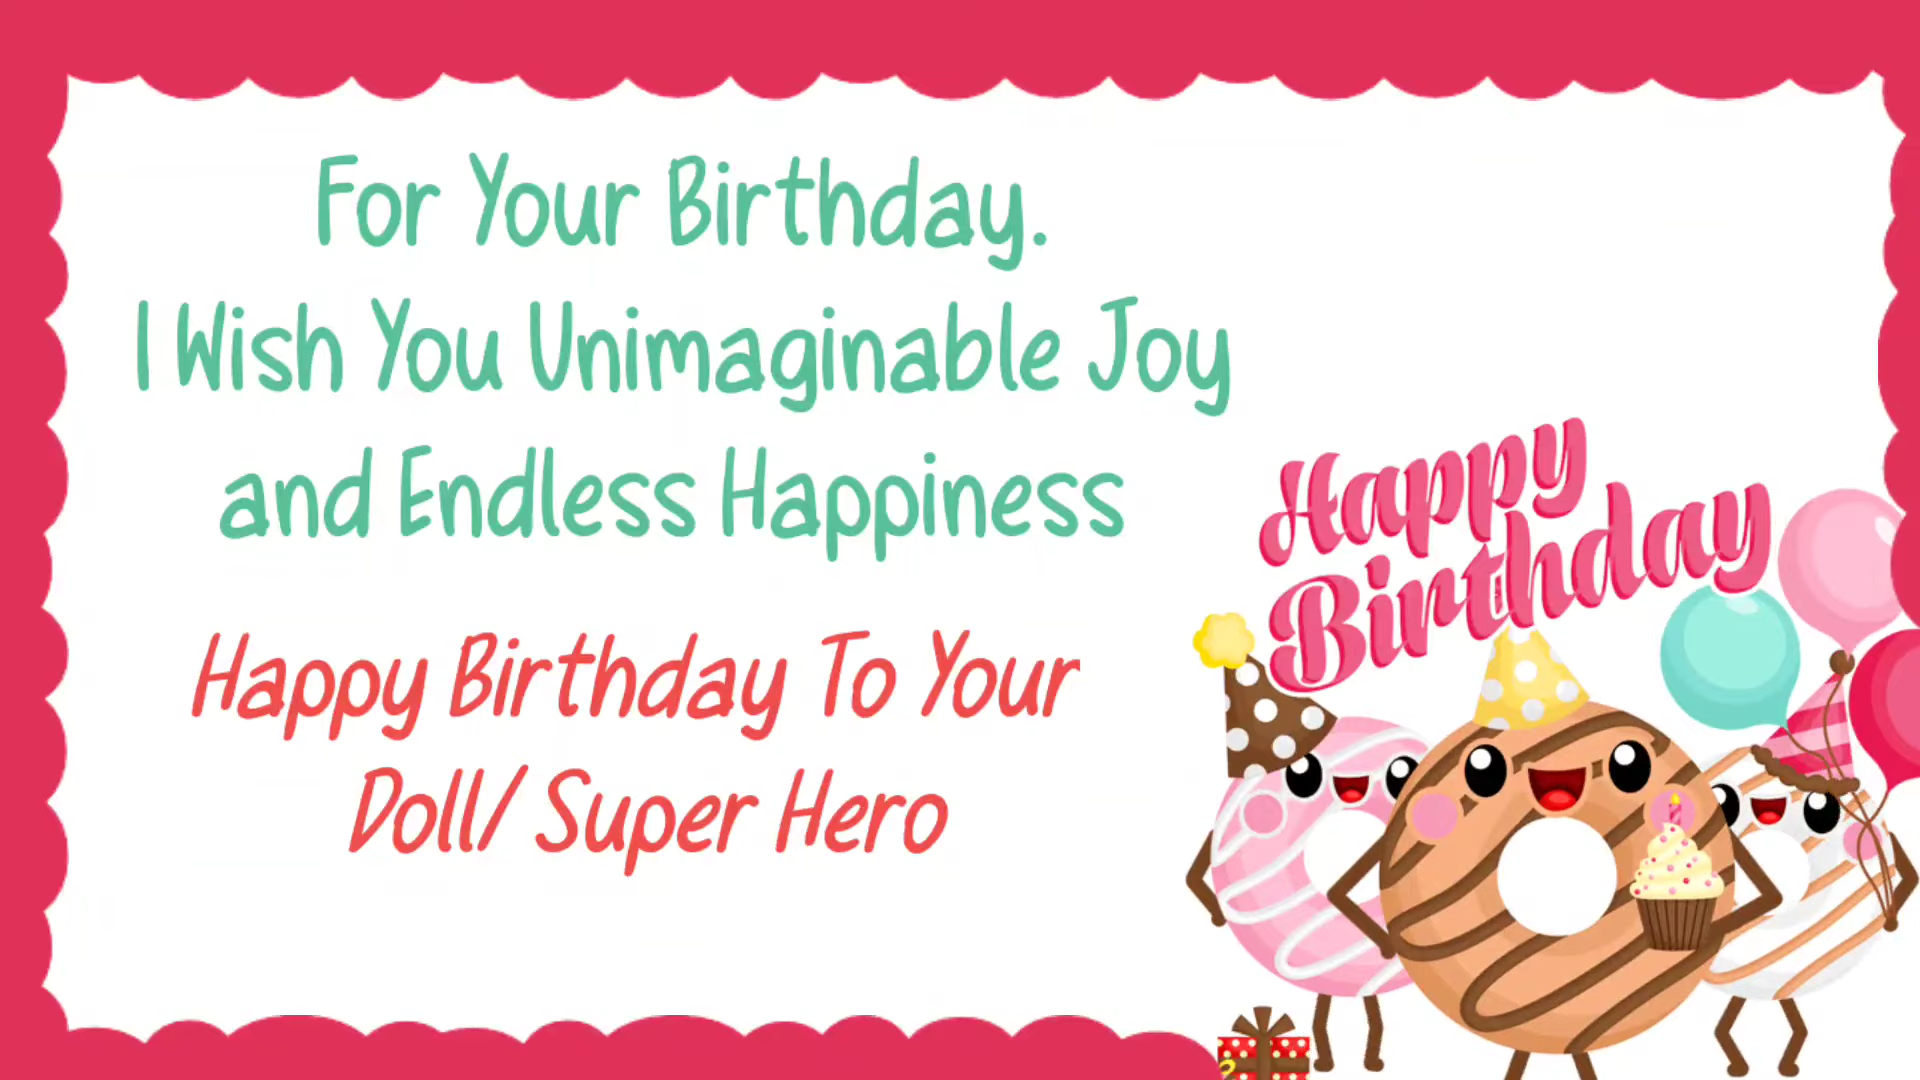 For Your Birthday.
I Wish You Unimaginable Joy
and Endless Happiness
Happy Birthday To Your
Doll/ Super Hero
Happy
Birthday